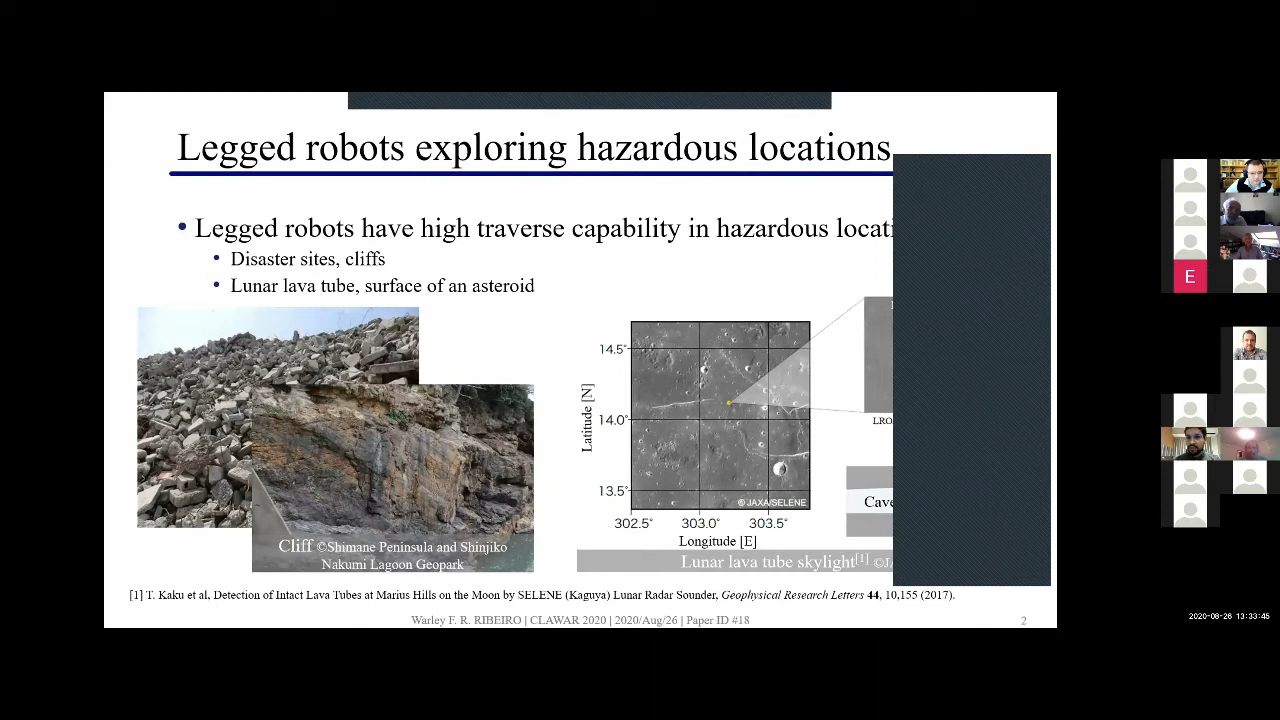 Legged robots exploring hazardous locations
• Legged robots have high traverse capability in hazardous locati
• Disaster sites, cliffs
• Lunar lava tube, surface of an asteroid
E
14.5°
14.0°
13.5°
Latitude [N]
© JAXA/SELENE
302.5° 303.0° 303.5°
Longitude [E]
LRO
Cave
Cliff ©Shimane Peninsula and Shinjiko
Nakumi Lagoon Geopark
Lunar lava tube skylight[1] ©JA
[1] T. Kaku et al, Detection of Intact Lava Tubes at Marius Hills on the Moon by SELENE (Kaguya) Lunar Radar Sounder, Geophysical Research Letters 44, 10,155 (2017).
Warley F. R. RIBEIRO | CLAWAR 2020 | 2020/Aug/26 | Paper ID #18
2
2020-08-26 13:33:45